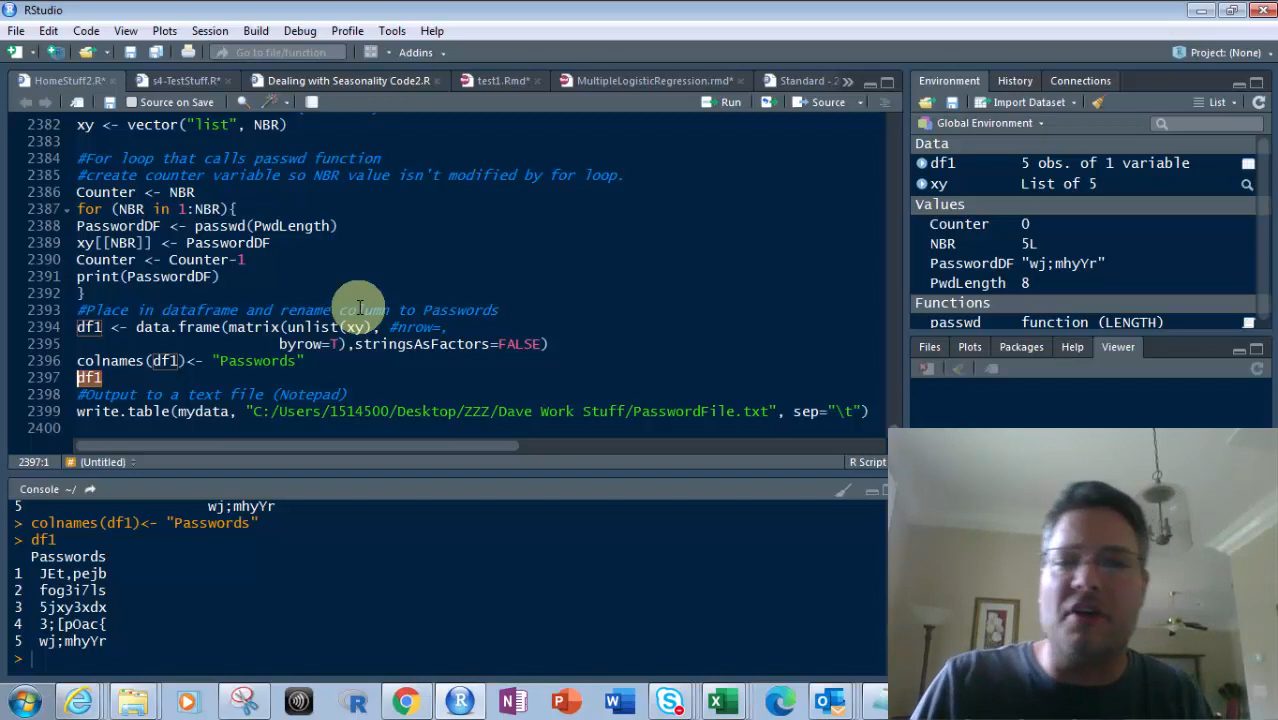 RStudio
File Edit Code View Plots Session Build Debug Profile Tools Help
Go to file/function Addins Project: (None)
HomeStuff2.R* s4-TestStuff.R* Dealing with Seasonality Code2.R test1.Rmd* MultipleLogisticRegression.rmd* Standard - 2
Source on Save Run Source
2382 xy <- vector("list", NBR)
2383
2384 #For loop that calls passwd function
2385 #create counter variable so NBR value isn't modified by for loop.
2386 Counter <- NBR
2387 for (NBR in 1:NBR){
2388 PasswordDF <- passwd(PwdLength)
2389 xy[[NBR]] <- PasswordDF
2390 Counter <- Counter-1
2391 print(PasswordDF)
2392 }
2393 #Place in dataframe and rename column to Passwords
2394 df1 <- data.frame(matrix(unlist(xy), #nrow=,
2395 byrow=T),stringsAsFactors=FALSE)
2396 colnames(df1)<- "Passwords"
2397 df1
2398 #Output to a text file (Notepad)
2399 write.table(mydata, "C:/Users/1514500/Desktop/ZZZ/Dave Work Stuff/PasswordFile.txt", sep="\t")
2400
2397:1 # (Untitled) R Script
Console ~/
5 wj;mhyYr
> colnames(df1)<- "Passwords"
> df1
Passwords
1 JEt,pejb
2 fog3i7ls
3 5jxy3xdx
4 3;[pOac{
5 wj;mhyYr
>
Environment History Connections
Import Dataset List
Global Environment
Data
df1 5 obs. of 1 variable
xy List of 5
Values
Counter 0
NBR 5L
PasswordDF "wj;mhyYr"
PwdLength 8
Functions
passwd function (LENGTH)
Files Plots Packages Help Viewer